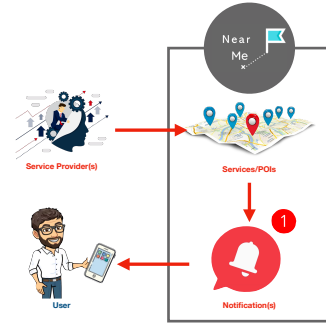 Near
Me
Service Provider(s)
Services/POIs
1
User
Notification(s)